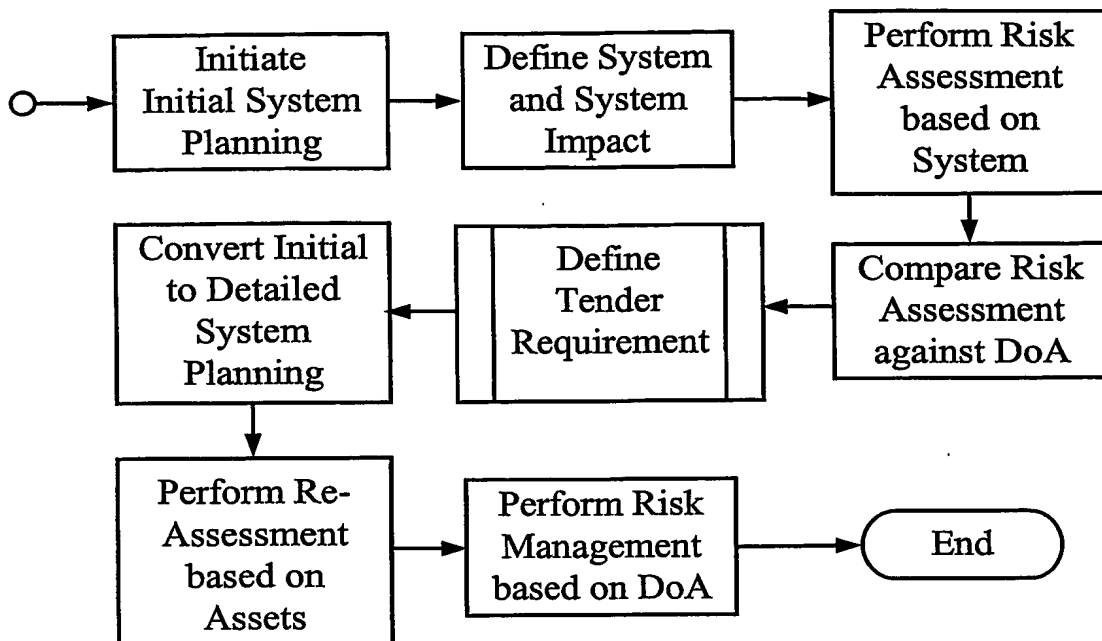 Initiate
Initial System
Planning
Define System
and System
Impact
Perform Risk
Assessment
based on
System
Convert Initial
to Detailed
System
Planning
Define
Tender
Requirement
Compare Risk
Assessment
against DoA
Perform Re-
Assessment
based on
Assets
Perform Risk
Management
based on DoA
End